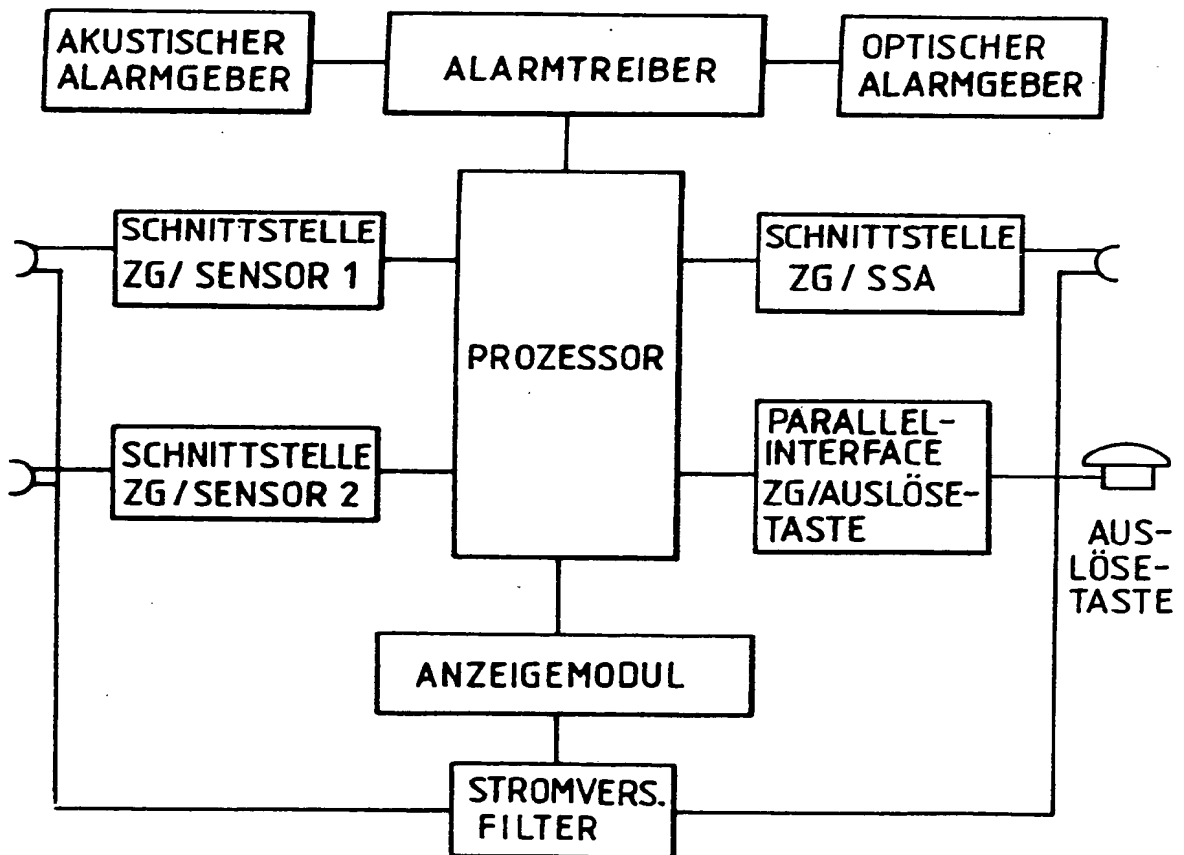 AKUSTISCHER
ALARMGEBER
ALARMTREIBER
OPTISCHER
ALARMGEBER
SCHNITTSTELLE
ZG/ SENSOR 1
PROZESSOR
SCHNITTSTELLE
ZG / SSA
SCHNITTSTELLE
ZG/SENSOR 2
PARALLEL-
INTERFACE
ZG/AUSLÖSE-
TASTE
AUS-
LÖSE-
TASTE
ANZEIGEMODUL
STROMVERS.
FILTER